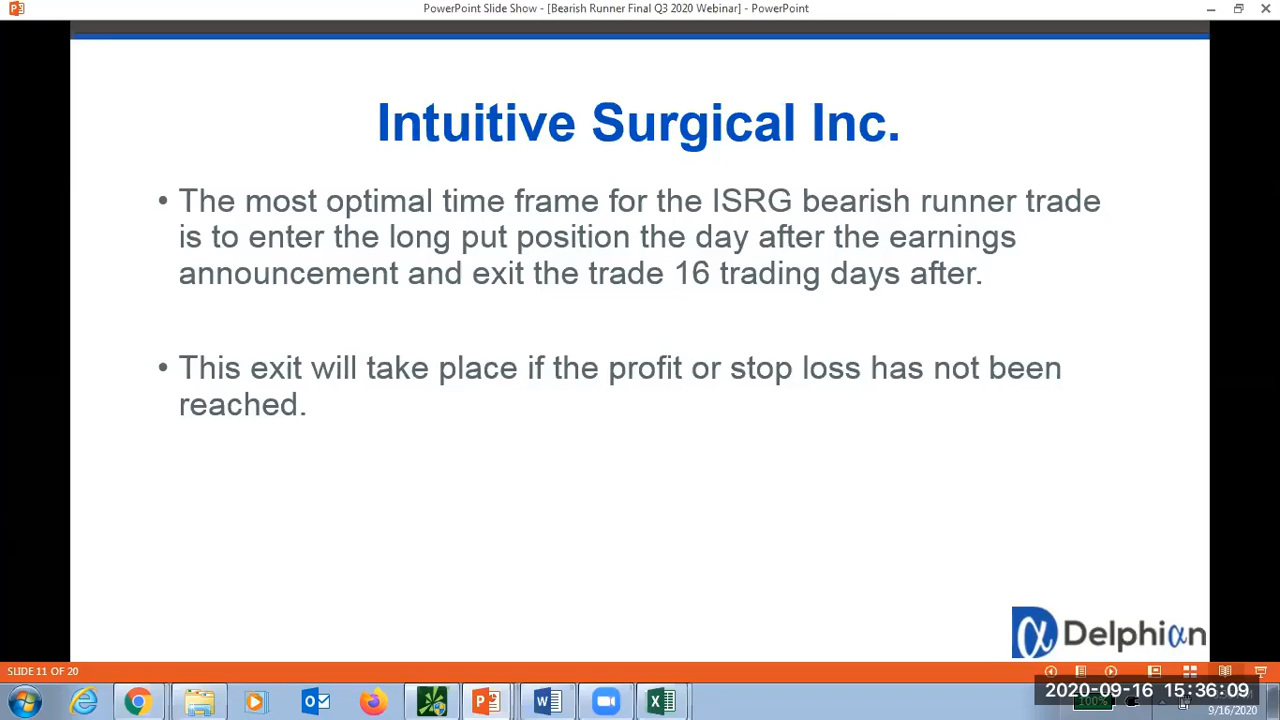 PowerPoint Slide Show - [Bearish Runner Final Q3 2020 Webinar] - PowerPoint
Intuitive Surgical Inc.
• The most optimal time frame for the ISRG bearish runner trade
is to enter the long put position the day after the earnings
announcement and exit the trade 16 trading days after.
• This exit will take place if the profit or stop loss has not been
reached.
α Delphiαn
SLIDE 11 OF 20
2020-09-16 15:36:09
100%
9/16/2020